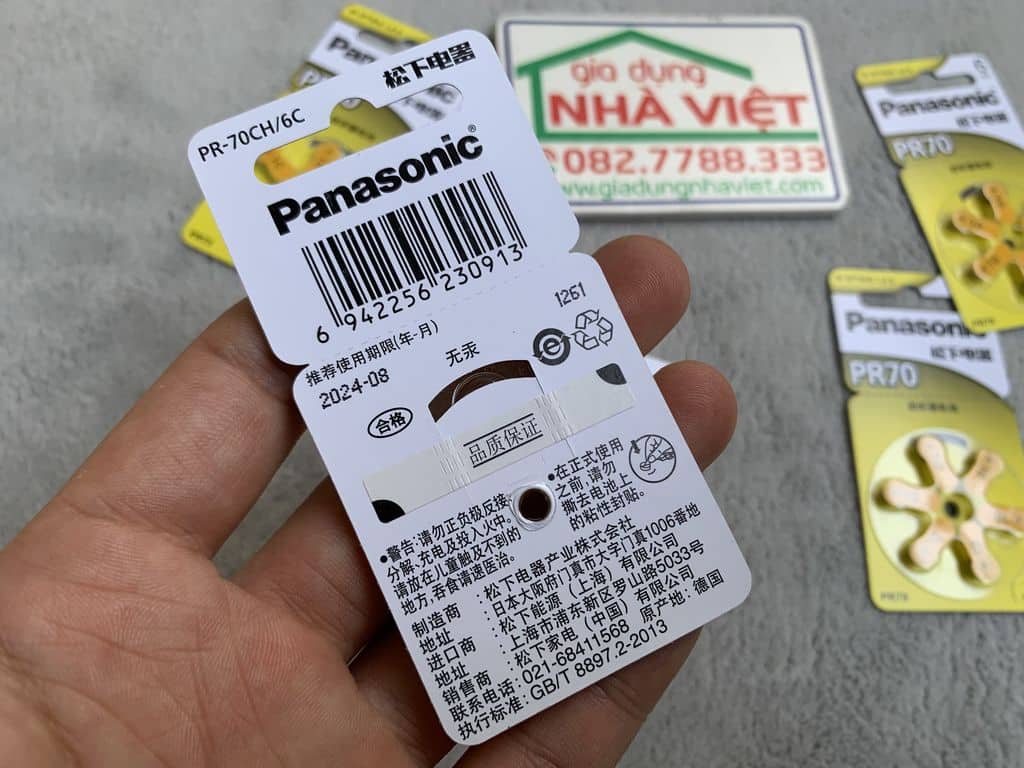 松下电器
PR-70CH/6C
Panasonic®
6 942256 230913
推荐使用期限(年-月)
2024-08
无汞
1261
合格
品质保证
●警告:请勿正负极反接、
分解、充电及投入火中。
请放在儿童触及不到的
地方,吞食请速医治。
●在正式使用
之前,请勿
撕去电池上
的粘性封贴。
制造商 : 松下电器产业株式会社
地址 : 日本大阪府门真市大字门真1006番地
进口商 : 松下能源(上海)有限公司
地址 : 上海市浦东新区罗山路5033号
销售商 : 松下家电(中国)有限公司
联系电话: 021-68411568 原产地: 德国
执行标准: GB/T 8897.2-2013
gia dụng
NHÀ VIỆT
082.7788.333
www.giadungnhaviet.com
Panasonic
松下电器
PR70
Panasonic
松下电器
PR70
PR70